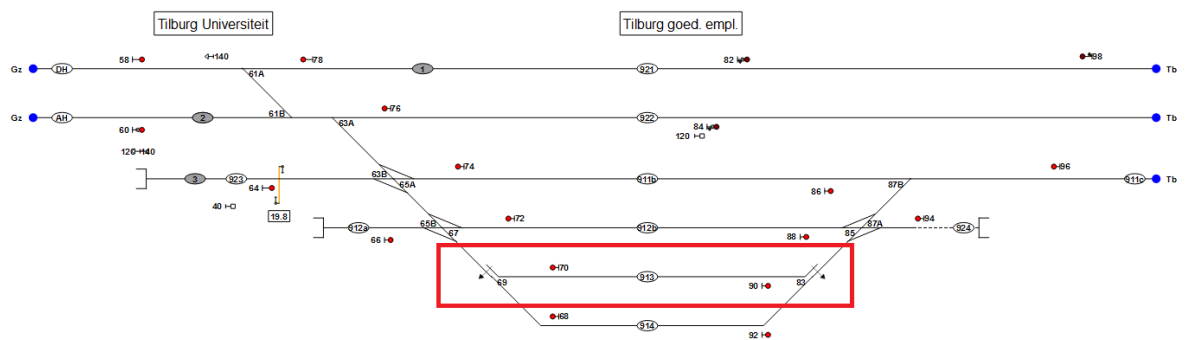 Tilburg Universiteit
Tilburg goed. empl.
58
140
78
82
98
Gz
DH
61A
1
921
Tb
76
Gz
AH
2
61B
63A
922
Tb
60
84
120
120
140
74
96
3
923
63B
65A
911b
87B
911c
Tb
64
86
40
19.8
72
94
912a
65B
67
912b
85
87A
924
66
88
70
913
69
83
90
68
914
92